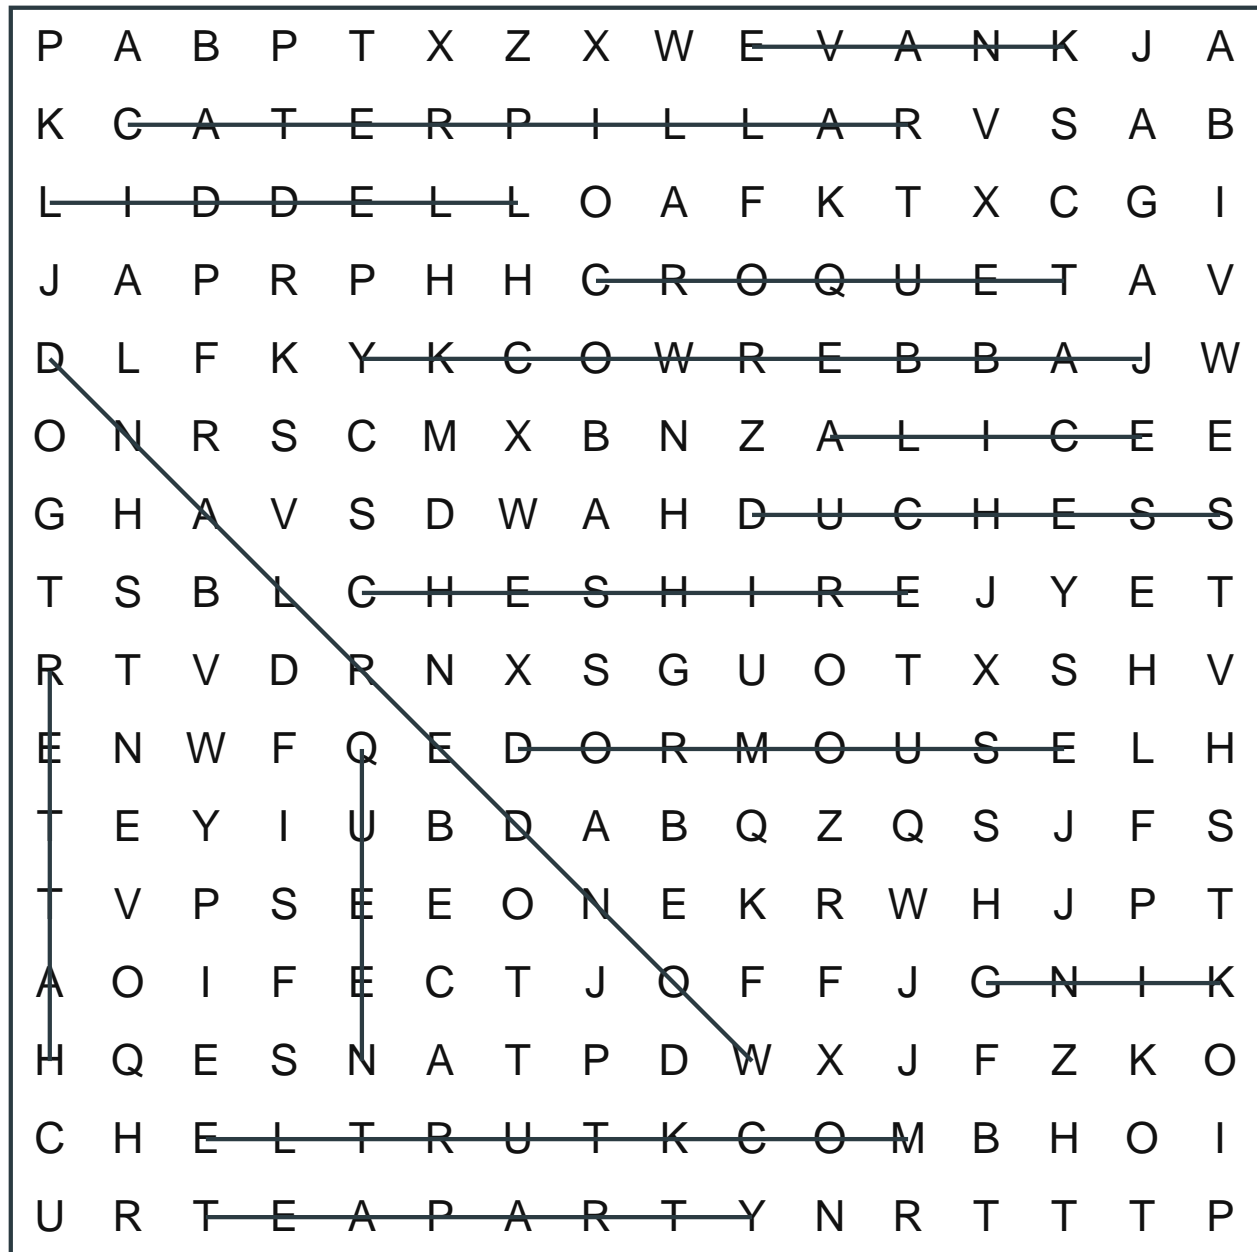 P A B P T X Z X W E V A N K J A
K C A T E R P I L L A R V S A B
L I D D E L L O A F K T X C G I
J A P R P H H C R O Q U E T A V
D L F K Y K C O W R E B B A J W
O N R S C M X B N Z A L I C E E
G H A V S D W A H D U C H E S S
T S B L C H E S H I R E J Y E T
R T V D R N X S G U O T X S H V
E N W F Q E D O R M O U S E L H
T E Y I U B D A B Q Z Q S J F S
T V P S E E O N E K R W H J P T
A O I F E C T J O F F J G N I K
H Q E S N A T P D W X J F Z K O
C H E L T R U T K C O M B H O I
U R T E A P A R T Y N R T T T P